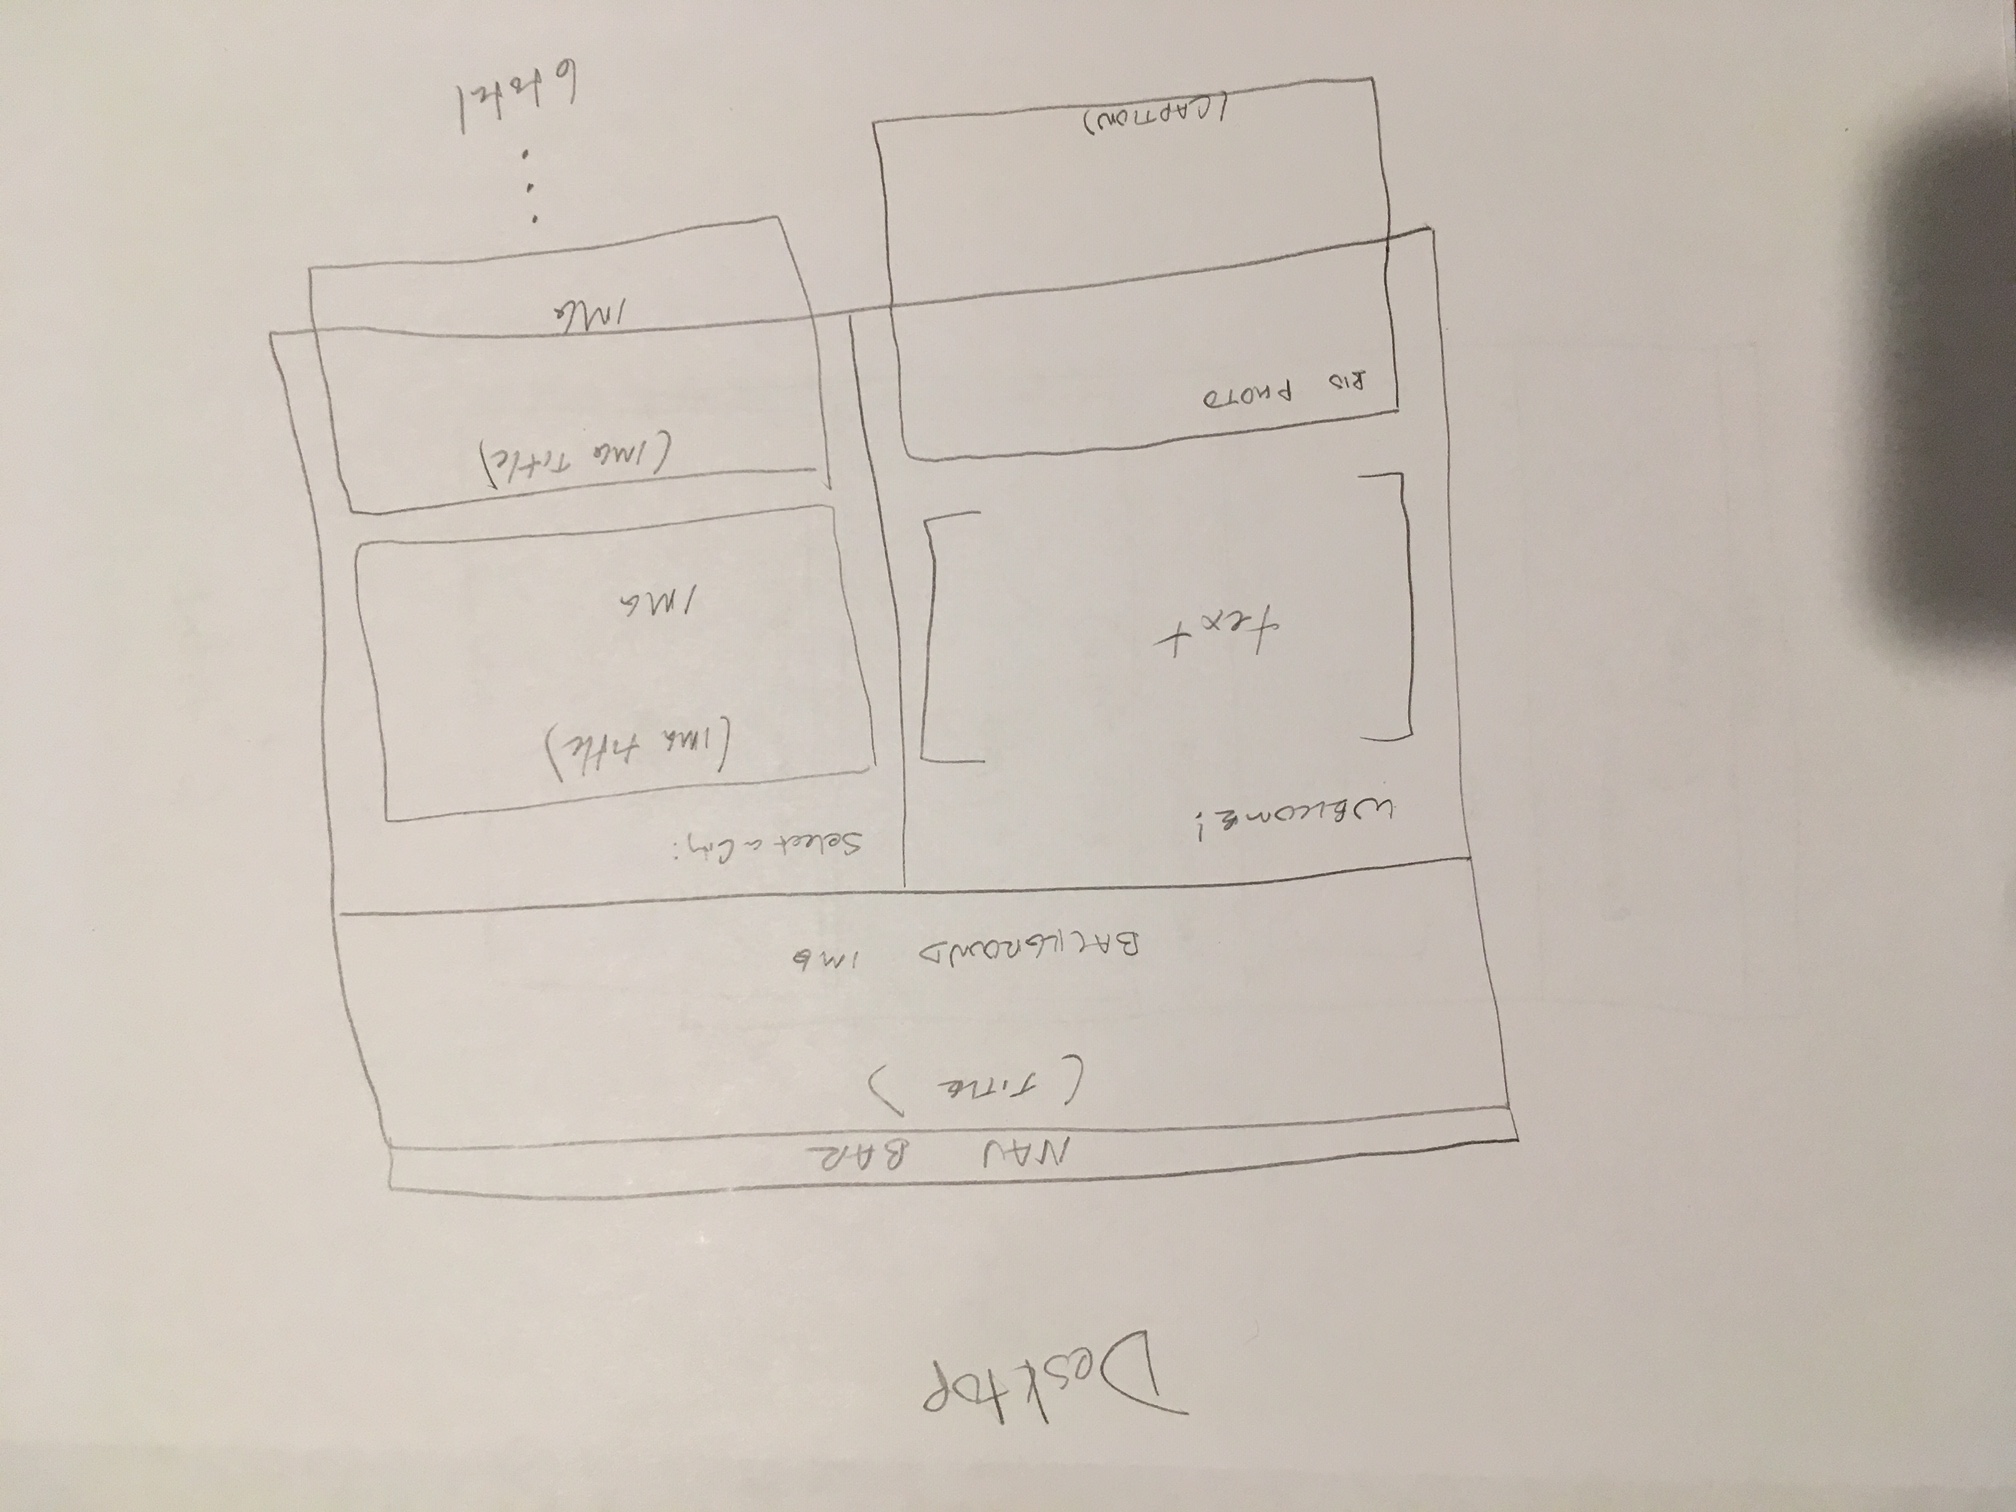 Desktop
NAV BAR
(TITLE)
BACKGROUND IMG
WELCOME!
text
BIO PHOTO
(CAPTION)
Select a City:
(IMG title)
IMG
(IMG Title)
IMG
6 total